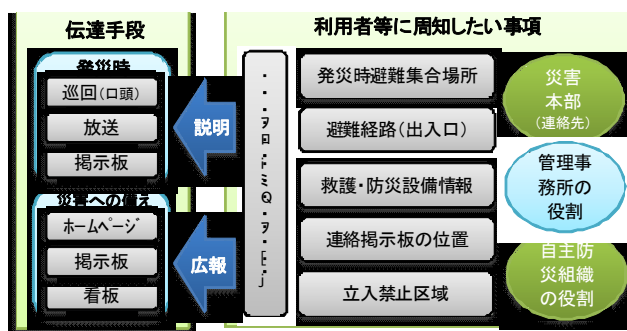 伝達手段
利用者等に周知したい事項
発災時
巡回(口頭)
放送
掲示板
説明
災害への備え
ホームページ
掲示板
看板
広報
発災時避難集合場所
避難経路(出入口)
救護・防災設備情報
連絡掲示板の位置
立入禁止区域
災害
本部
(連絡先)
管理事
務所の
役割
自主防
災組織
の役割